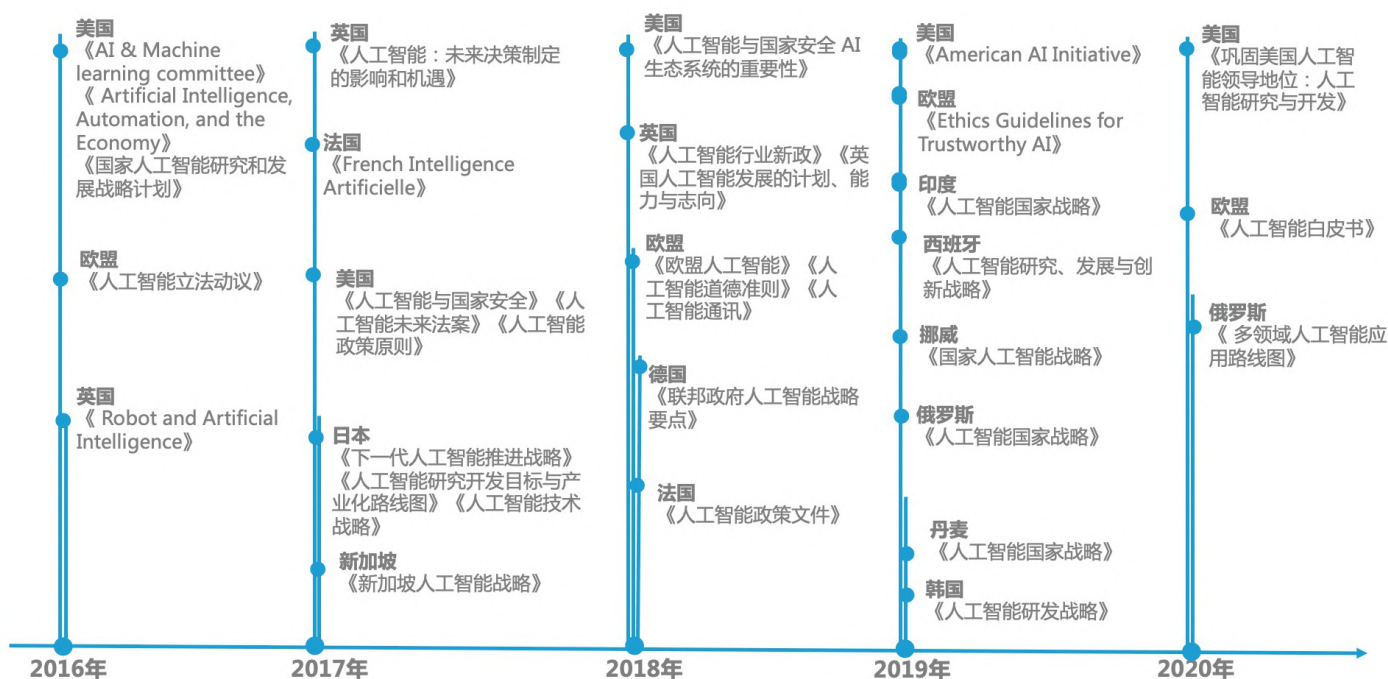 美国
《AI & Machine
learning committee》
《 Artificial Intelligence,
Automation, and the
Economy》
《国家人工智能研究和发
展战略计划》
欧盟
《人工智能立法动议》
英国
《 Robot and Artificial
Intelligence》
2016年
英国
《人工智能：未来决策制定
的影响和机遇》
法国
《French Intelligence
Artificielle》
美国
《人工智能与国家安全》《人
工智能未来法案》《人工智能
政策原则》
日本
《下一代人工智能推进战略》
《人工智能研究开发目标与产
业化路线图》《人工智能技术
战略》
新加坡
《新加坡人工智能战略》
2017年
美国
《人工智能与国家安全 AI
生态系统的重要性》
英国
《人工智能行业新政》《英
国人工智能发展的计划、能
力与志向》
欧盟
《欧盟人工智能》《人
工智能道德准则》《人
工智能通讯》
德国
《联邦政府人工智能战略
要点》
法国
《人工智能政策文件》
2018年
美国
《American AI Initiative》
欧盟
《Ethics Guidelines for
Trustworthy AI》
印度
《人工智能国家战略》
西班牙
《人工智能研究、发展与创
新战略》
挪威
《国家人工智能战略》
俄罗斯
《人工智能国家战略》
丹麦
《人工智能国家战略》
韩国
《人工智能研发战略》
2019年
美国
《巩固美国人工智
能领导地位：人工
智能研究与开发》
欧盟
《人工智能白皮书》
俄罗斯
《 多领域人工智能应
用路线图》
2020年